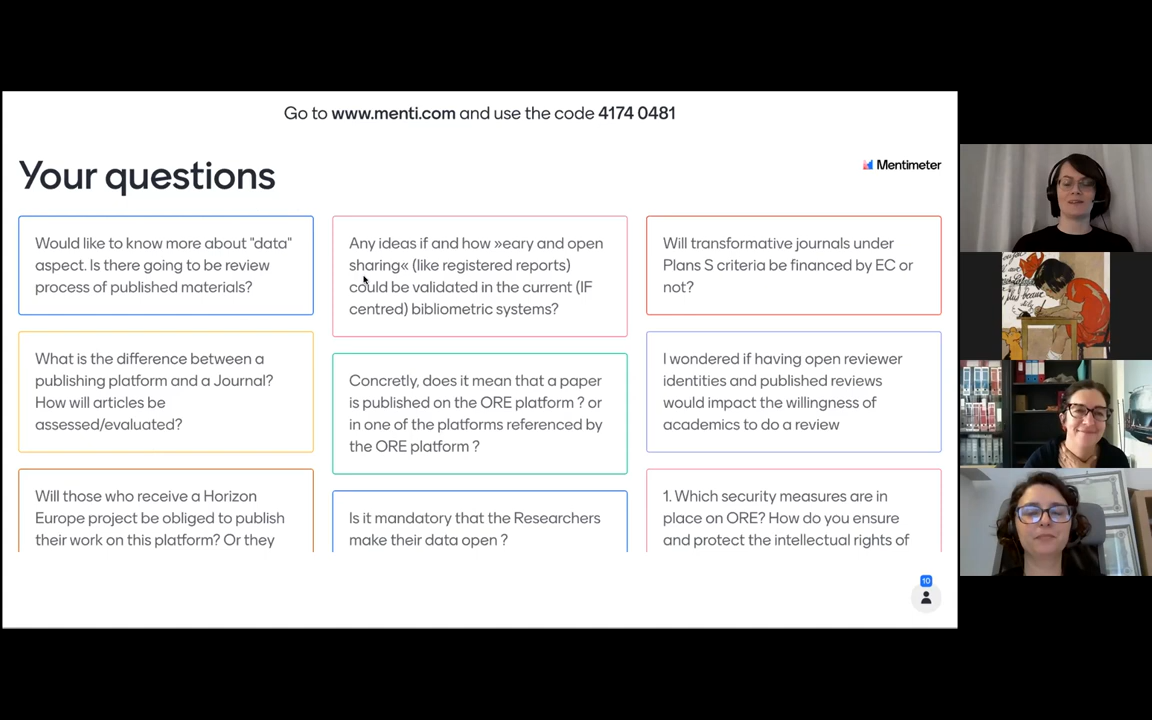 Go to www.menti.com and use the code 4174 0481
Your questions
Mentimeter
Would like to know more about "data"
aspect. Is there going to be review
process of published materials?
What is the difference between a
publishing platform and a Journal?
How will articles be
assessed/evaluated?
Will those who receive a Horizon
Europe project be obliged to publish
their work on this platform? Or they
Any ideas if and how »eary and open
sharing« (like registered reports)
could be validated in the current (IF
centred) bibliometric systems?
Concretly, does it mean that a paper
is published on the ORE platform ? or
in one of the platforms referenced by
the ORE platform ?
Is it mandatory that the Researchers
make their data open ?
Will transformative journals under
Plans S criteria be financed by EC or
not?
I wondered if having open reviewer
identities and published reviews
would impact the willingness of
academics to do a review
1. Which security measures are in
place on ORE? How do you ensure
and protect the intellectual rights of
10